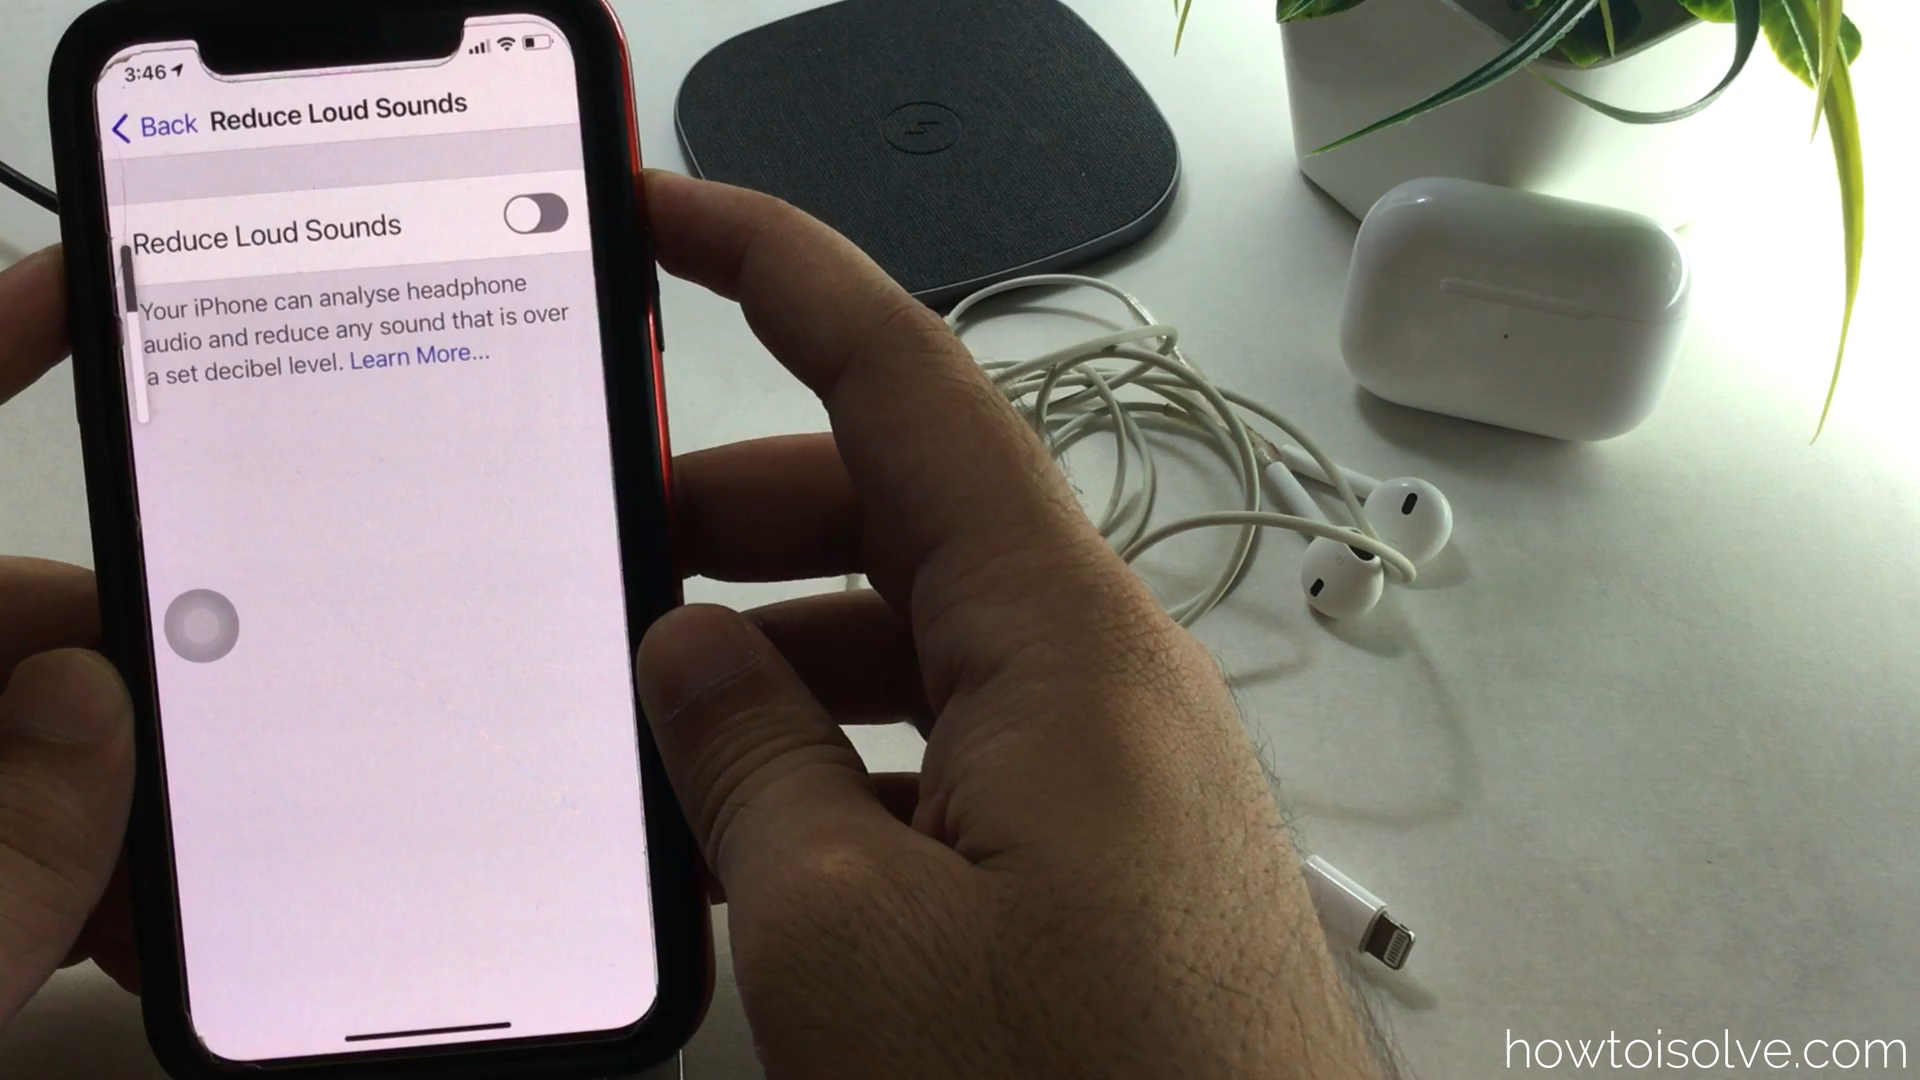 3:46
Back Reduce Loud Sounds
Reduce Loud Sounds
Your iPhone can analyse headphone
audio and reduce any sound that is over
a set decibel level. Learn More...
howtoisolve.com